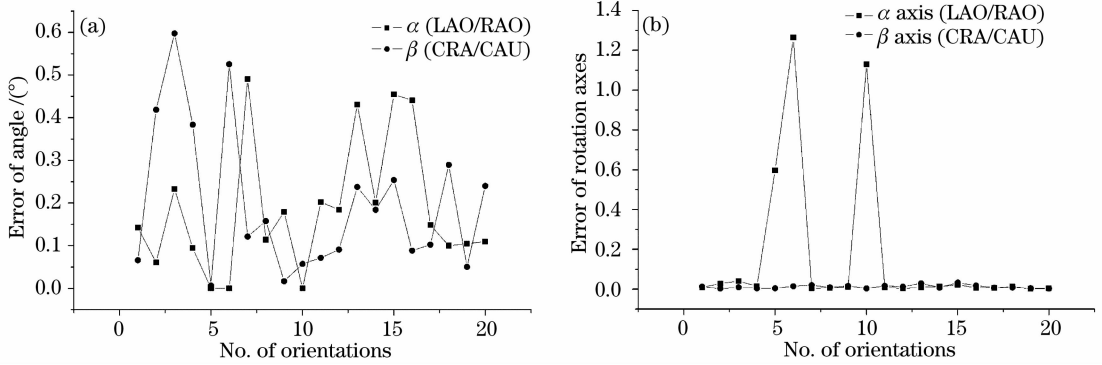 (a)
α (LAO/RAO)
β (CRA/CAU)
0.6
0.5
0.4
0.3
0.2
0.1
0.0
Error of angle /(°)
0 5 10 15 20
No. of orientations
(b)
α axis (LAO/RAO)
β axis (CRA/CAU)
1.4
1.2
1.0
0.8
0.6
0.4
0.2
0.0
Error of rotation axes
0 5 10 15 20
No. of orientations